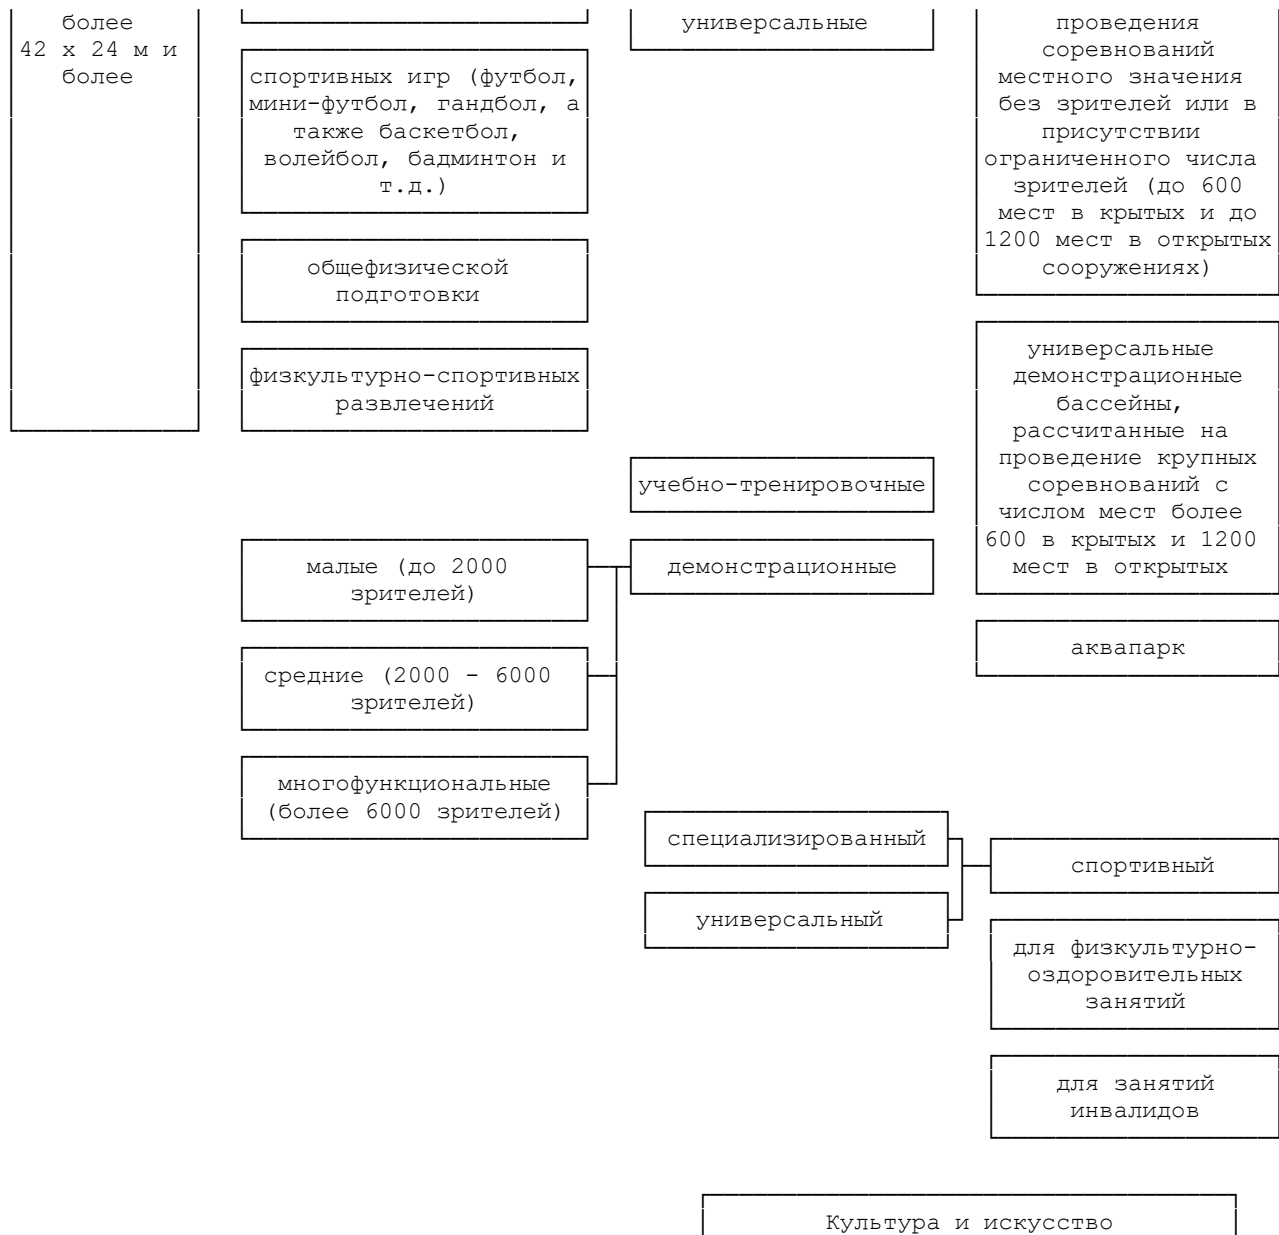 более
42 х 24 м и
более
спортивных игр (футбол,
мини-футбол, гандбол, а
также баскетбол,
волейбол, бадминтон и
т.д.)
общефизической
подготовки
физкультурно-спортивных
развлечений
малые (до 2000
зрителей)
средние (2000 - 6000
зрителей)
многофункциональные
(более 6000 зрителей)
универсальные
учебно-тренировочные
демонстрационные
специализированный
универсальный
проведения
соревнований
местного значения
без зрителей или в
присутствии
ограниченного числа
зрителей (до 600
мест в крытых и до
1200 мест в открытых
сооружениях)
универсальные
демонстрационные
бассейны,
рассчитанные на
проведение крупных
соревнований с
числом мест более
600 в крытых и 1200
мест в открытых
аквапарк
спортивный
для физкультурно-
оздоровительных
занятий
для занятий
инвалидов
Культура и искусство